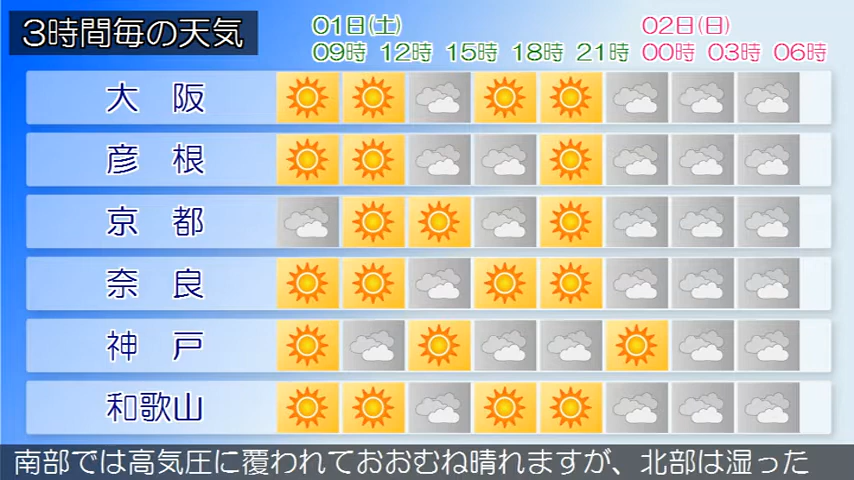 3時間毎の天気
01日(土) 02日(日)
09時 12時 15時 18時 21時 00時 03時 06時
大阪
彦根
京都
奈良
神戸
和歌山
南部では高気圧に覆われておおむね晴れますが、北部は湿った